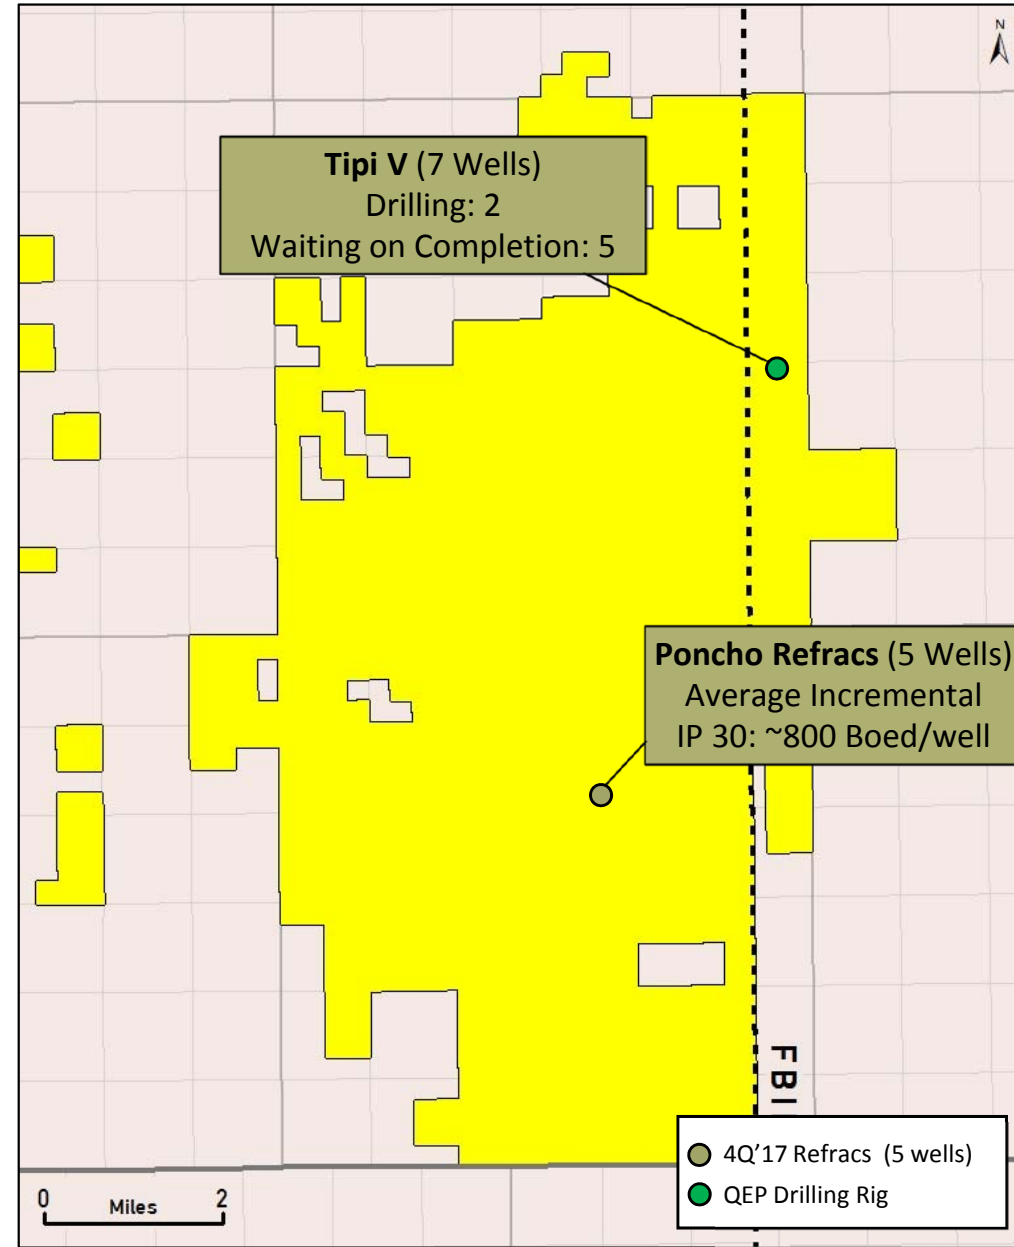 N
Tipi V (7 Wells)
Drilling: 2
Waiting on Completion: 5
Poncho Refracs (5 Wells)
Average Incremental
IP 30: ~800 Boed/well
FBI
4Q’17 Refracs (5 wells)
QEP Drilling Rig
0 Miles 2